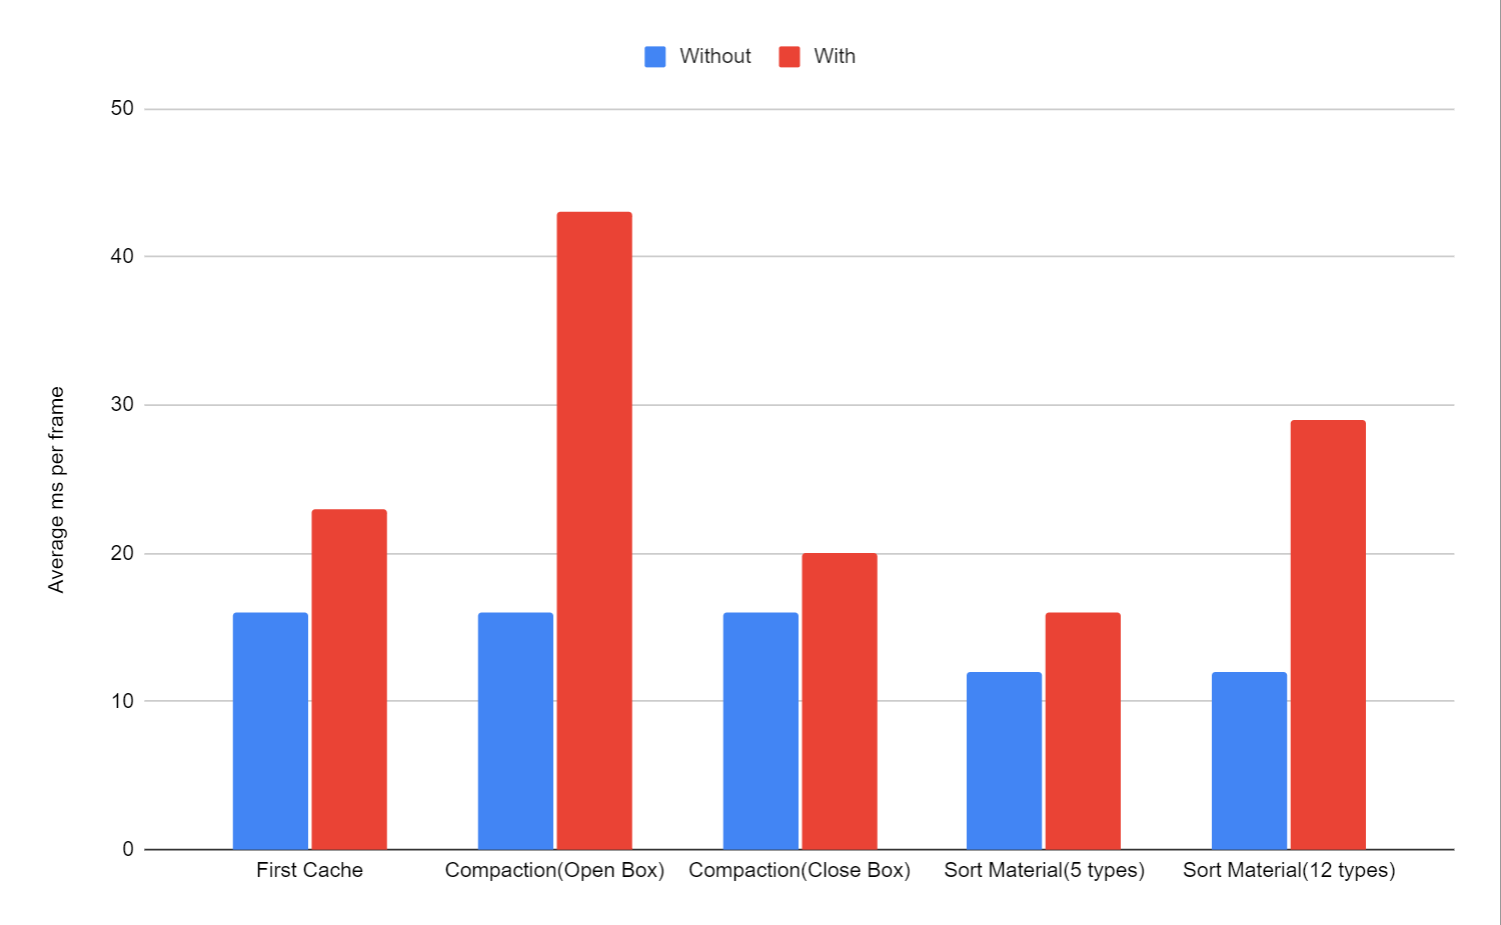 Without With
50
40
30
20
10
0
Average ms per frame
First Cache Compaction(Open Box) Compaction(Close Box) Sort Material(5 types) Sort Material(12 types)